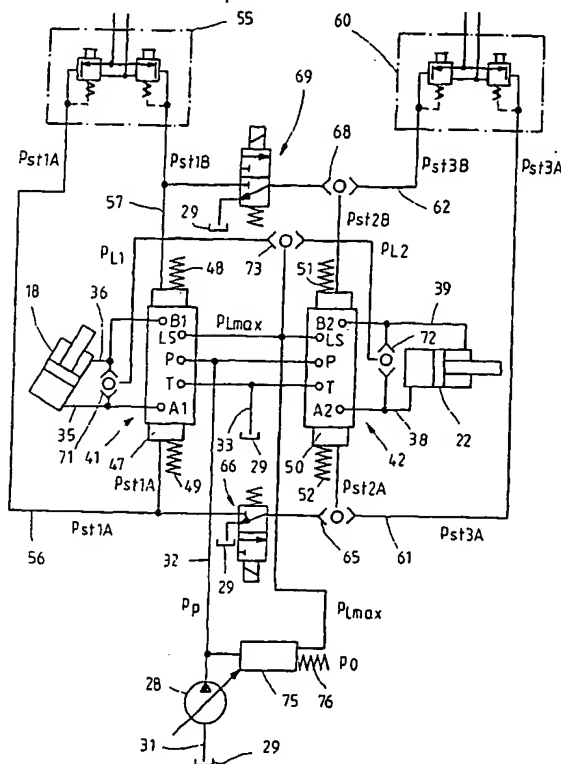 55
60
69
68
Pst1A
Pst1B
Pst3B
Pst3A
57
29
Pst2B
62
PL1
PL2
73
48
51
18
36
PLmax
39
B1
LS
P
T
A1
B2
LS
P
T
A2
72
22
35
71
41
47
33
29
50
42
38
Pst1A
49
66
52
Pst2A
56
Pst1A
29
65
61
Pst3A
32
PP
PLmax
P0
28
75
76
31
29